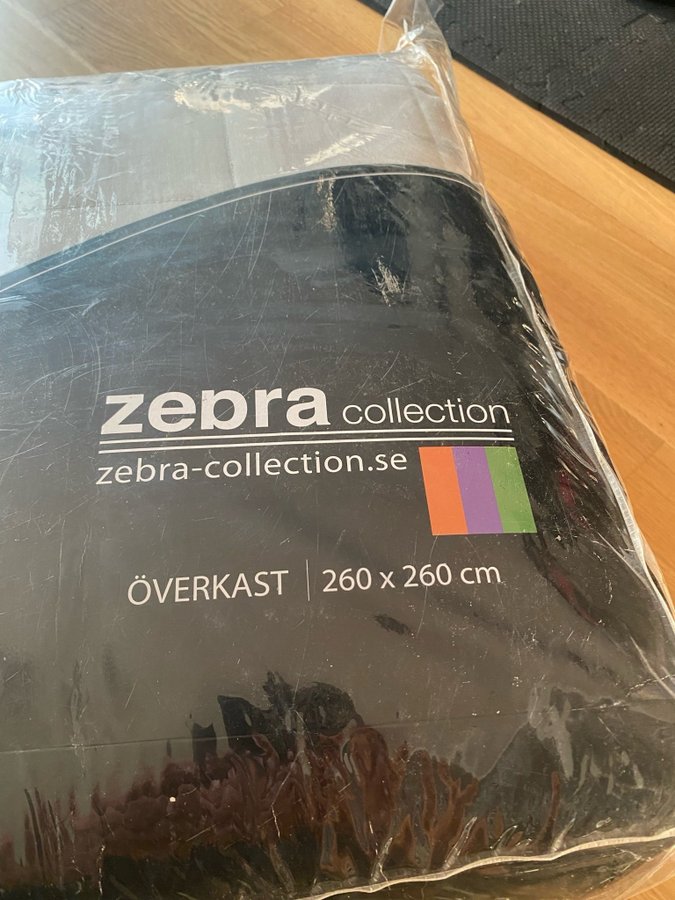 zebra collection
zebra-collection.se
ÖVERKAST | 260 x 260 cm